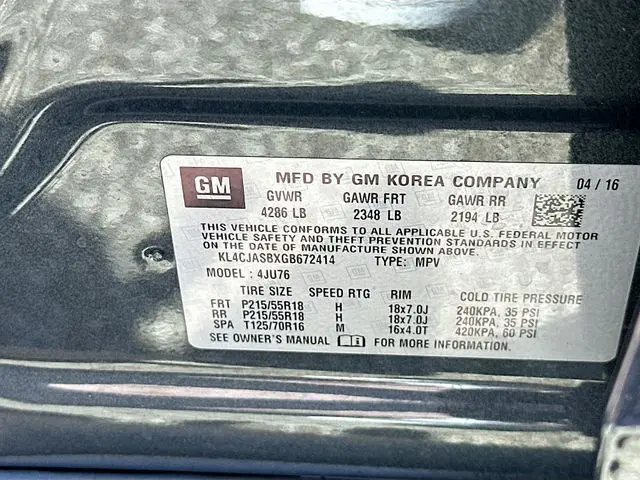 GM MFD BY GM KOREA COMPANY 04 / 16
GVWR GAWR FRT GAWR RR
4286 LB 2348 LB 2194 LB
THIS VEHICLE CONFORMS TO ALL APPLICABLE U.S. FEDERAL MOTOR
VEHICLE SAFETY AND THEFT PREVENTION STANDARDS IN EFFECT
ON THE DATE OF MANUFACTURE SHOWN ABOVE.
KL4CJASBXGB672414 TYPE: MPV
MODEL : 4JU76
TIRE SIZE SPEED RTG RIM COLD TIRE PRESSURE
FRT P215/55R18 H 18x7.0J 240KPA, 35 PSI
RR P215/55R18 H 18x7.0J 240KPA, 35 PSI
SPA T125/70R16 M 16x4.0T 420KPA, 60 PSI
SEE OWNER'S MANUAL FOR MORE INFORMATION